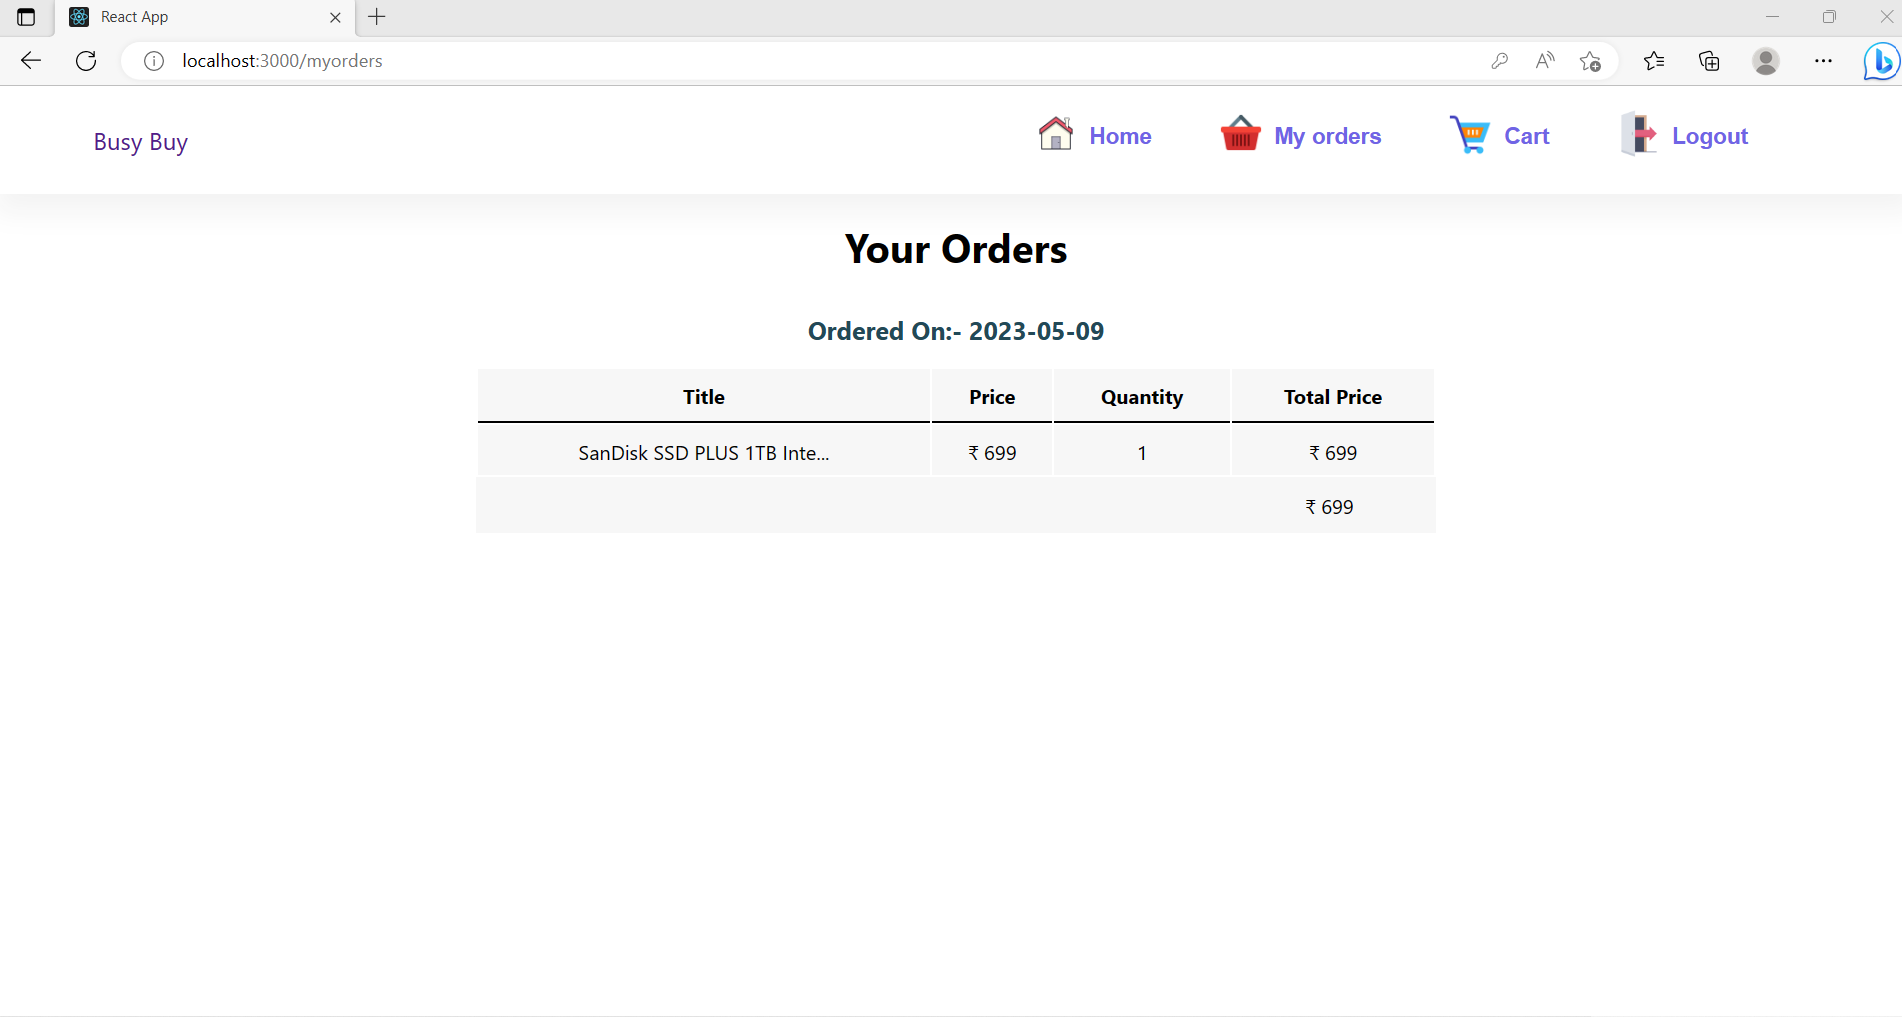 React App
localhost:3000/myorders
Busy Buy
Home
My orders
Cart
Logout
Your Orders
Ordered On:- 2023-05-09
Title Price Quantity Total Price
SanDisk SSD PLUS 1TB Inte... ₹ 699 1 ₹ 699
₹ 699